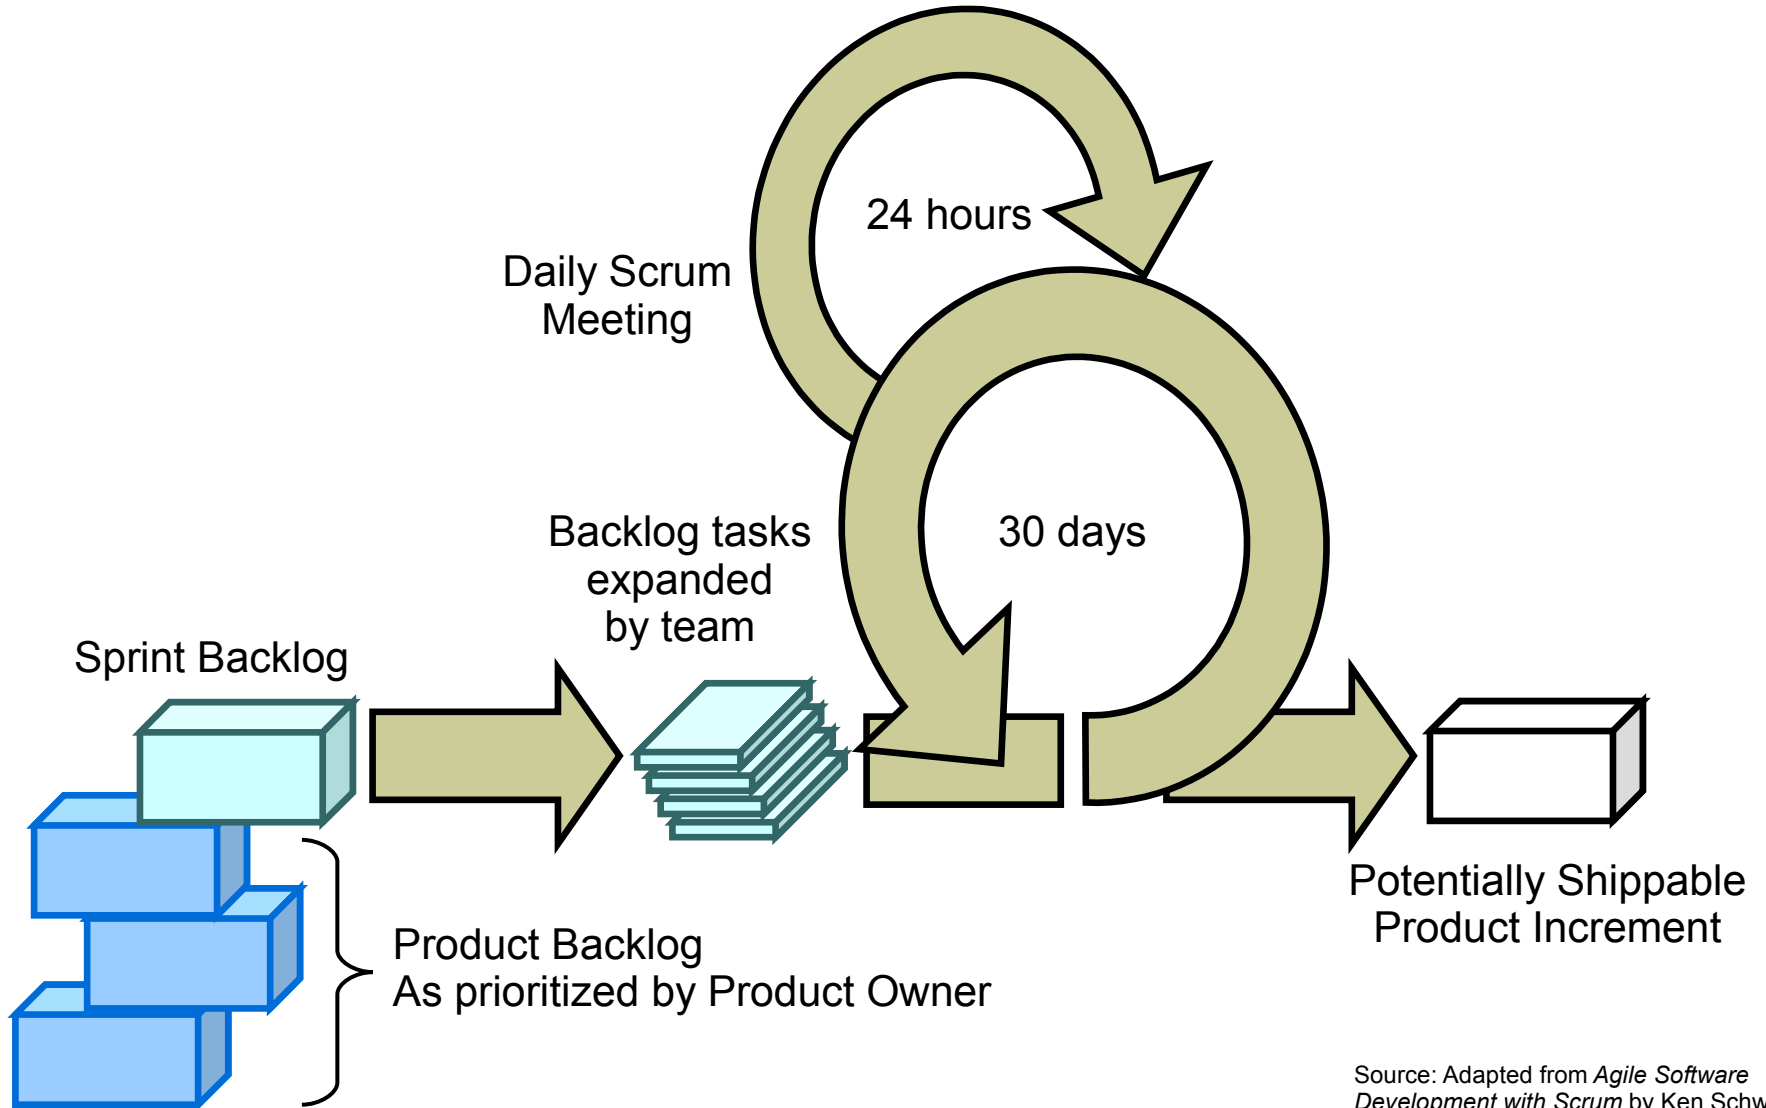 24 hours
Daily Scrum
Meeting
Backlog tasks
expanded
by team
30 days
Sprint Backlog
Potentially Shippable
Product Increment
Product Backlog
As prioritized by Product Owner
Source: Adapted from Agile Software
Development with Scrum by Ken